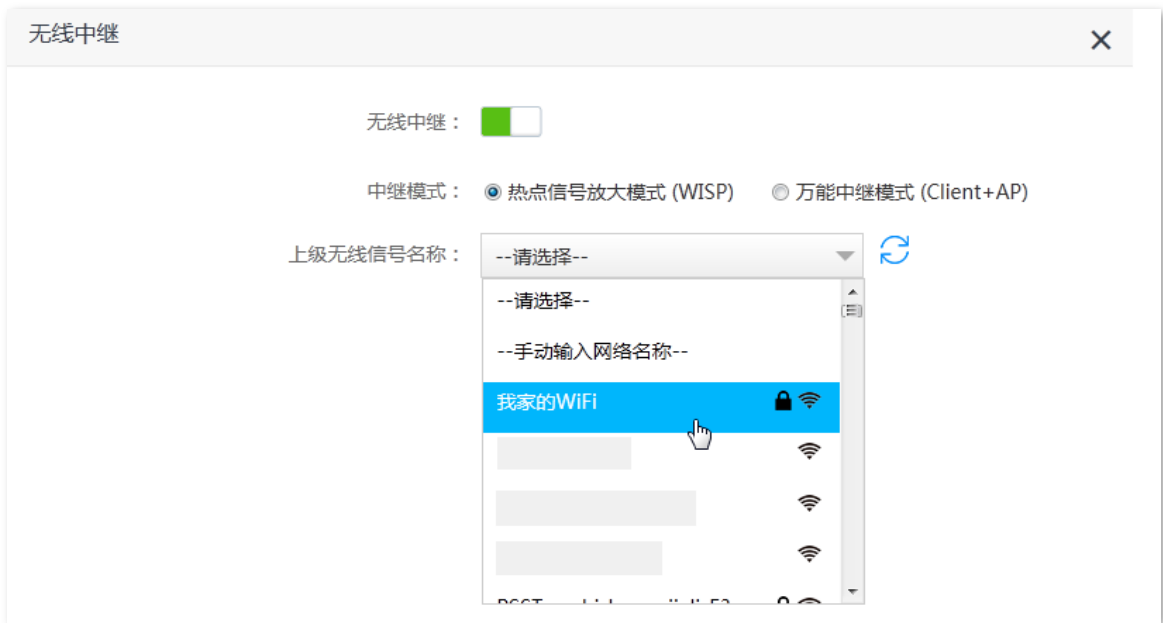 无线中继
无线中继：
中继模式： 热点信号放大模式 (WISP) 万能中继模式 (Client+AP)
上级无线信号名称： --请选择--
--请选择--
--手动输入网络名称--
我家的WiFi